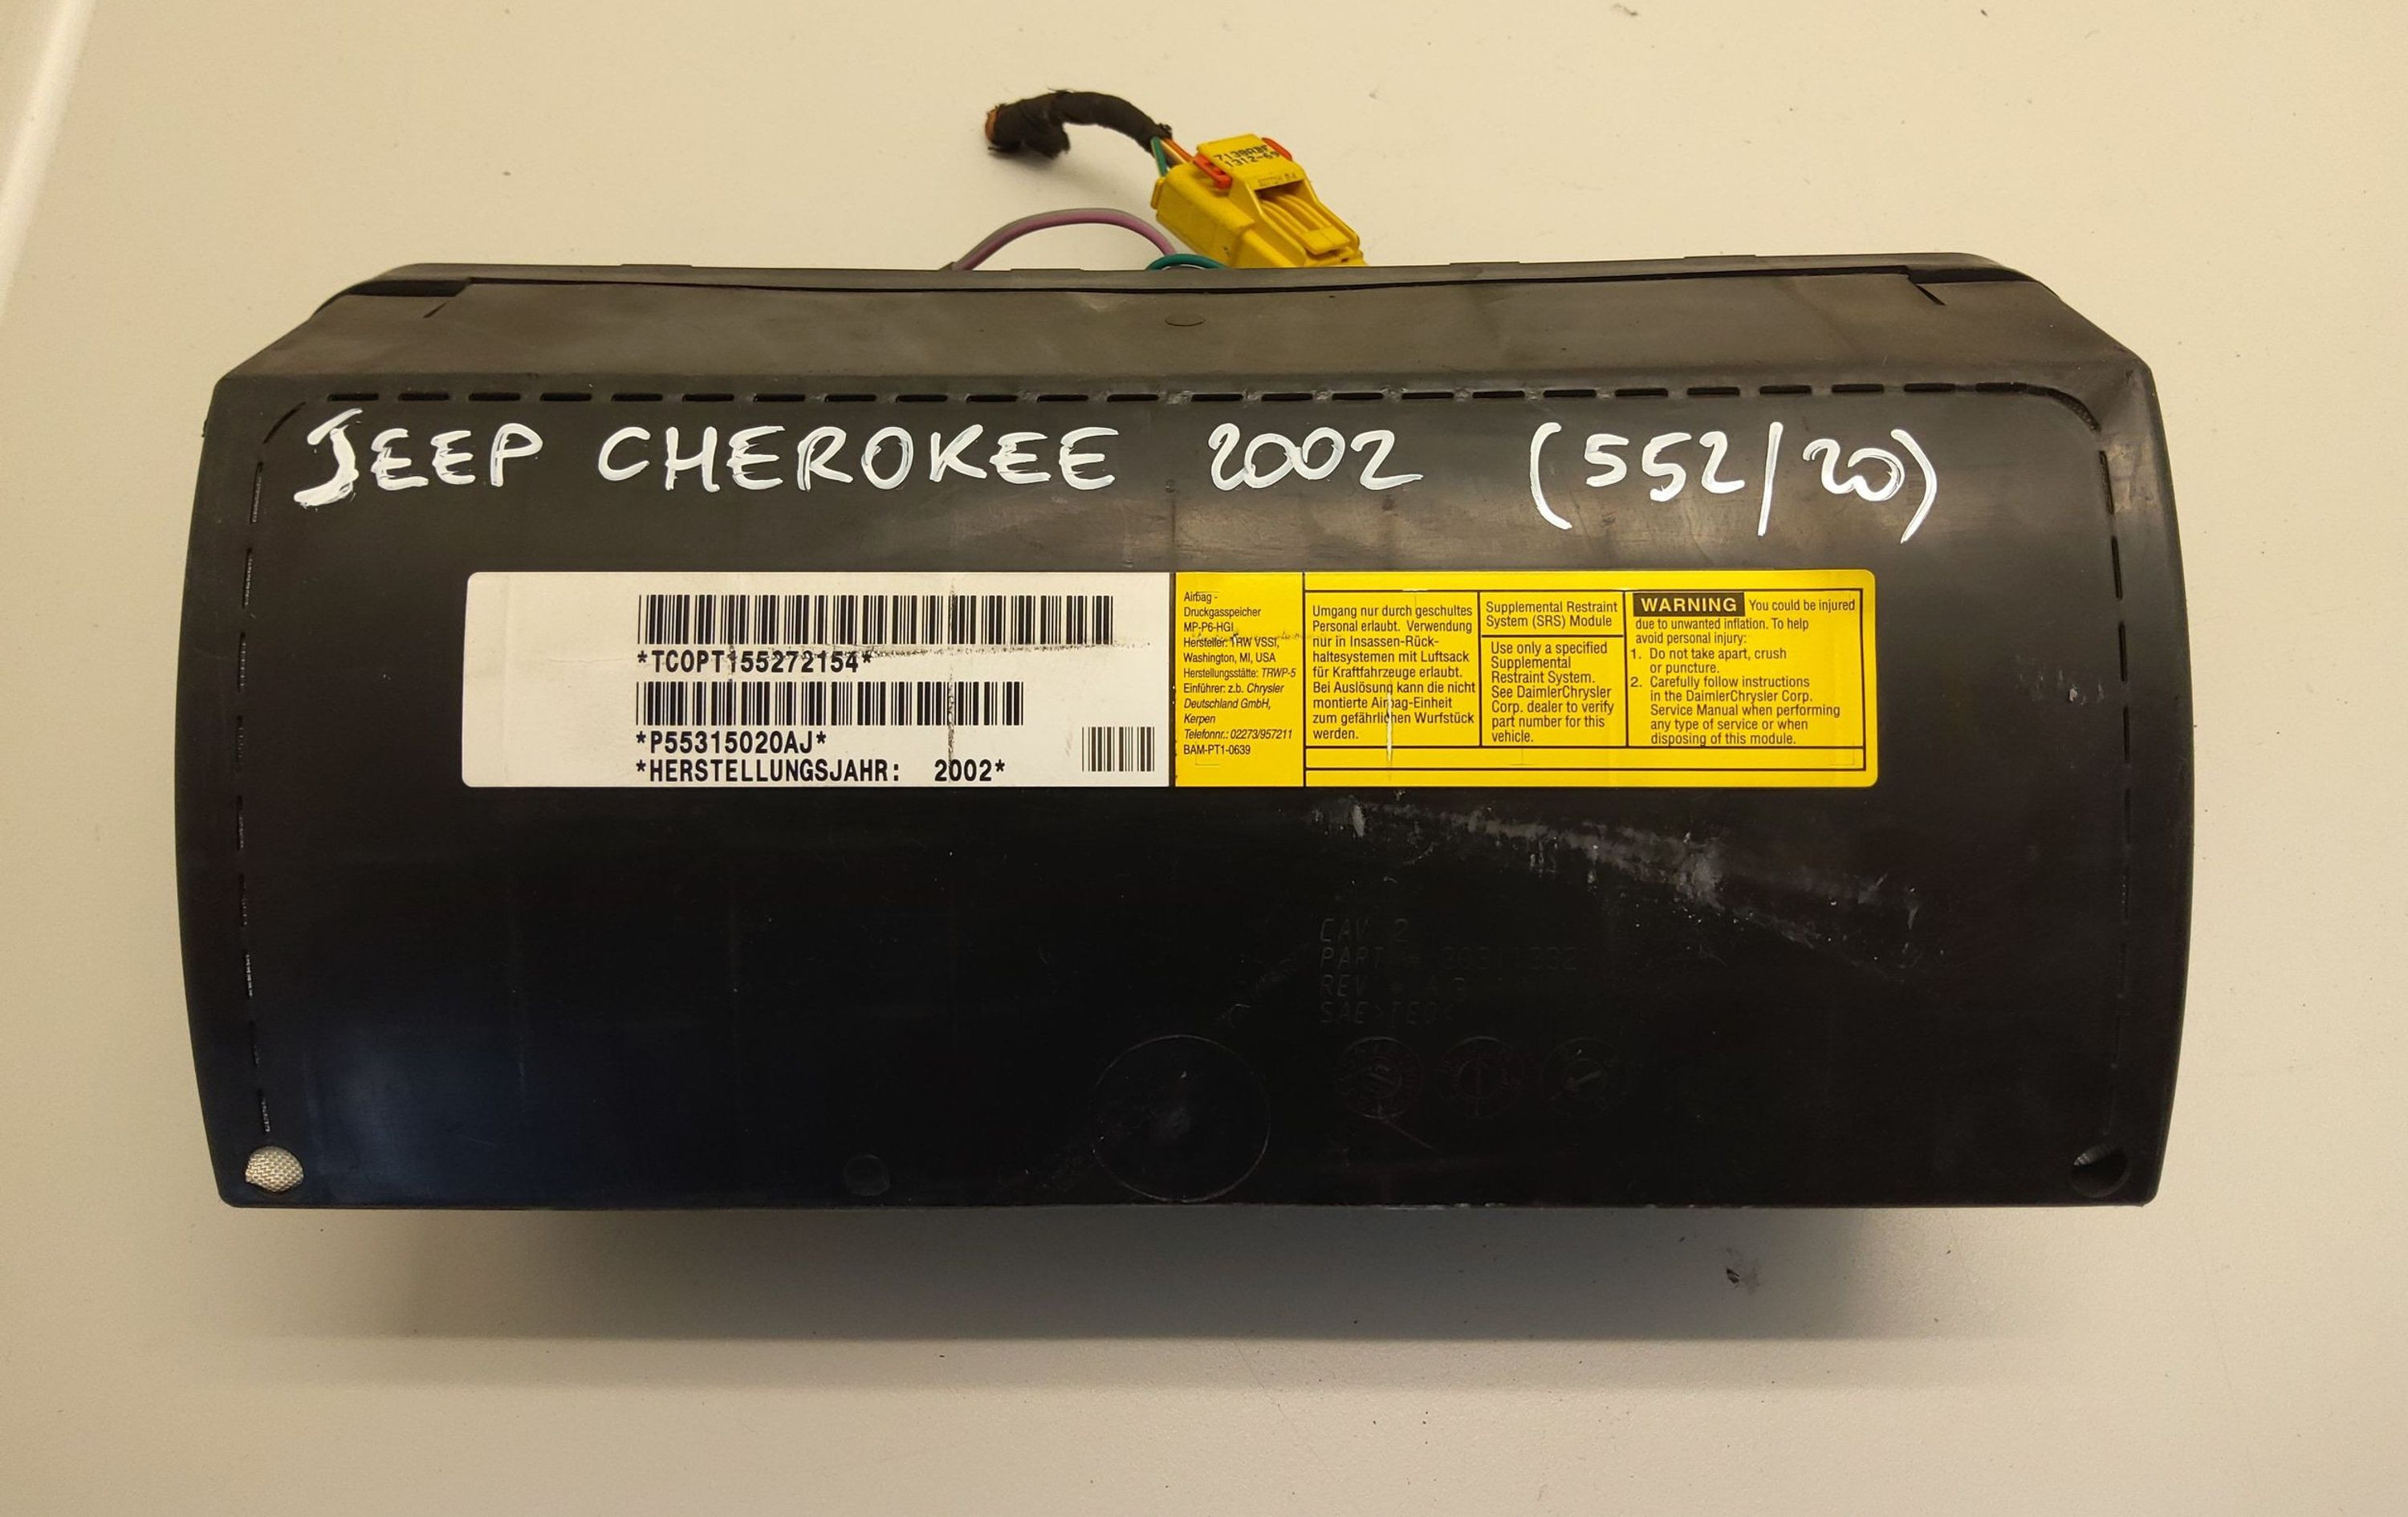 JEEP CHEROKEE 2002 (552/20)
*TCOPT155272154*
*P55315020AJ*
*HERSTELLUNGSJAHR: 2002*
Airbag -
Druckgasspeicher
MP-P6-HGI
Hersteller: TRW VSSI,
Washington, MI, USA
Herstellungsstätte: TRWP-5
Einführer: z.b. Chrysler
Deutschland GmbH,
Kerpen
Telefonnr.: 02273/957211
BAM-PT1-0639
Umgang nur durch geschultes
Personal erlaubt. Verwendung
nur in Insassen-Rück-
haltesystemen mit Luftsack
für Kraftfahrzeuge erlaubt.
Bei Auslösung kann die nicht
montierte Airbag-Einheit
zum gefährlichen Wurfstück
werden.
Supplemental Restraint
System (SRS) Module
Use only a specified
Supplemental
Restraint System.
See DaimlerChrysler
Corp. dealer to verify
part number for this
vehicle.
WARNING You could be injured
due to unwanted inflation. To help
avoid personal injury:
1. Do not take apart, crush
or puncture.
2. Carefully follow instructions
in the DaimlerChrysler Corp.
Service Manual when performing
any type of service or when
disposing of this module.
CAV 2
PART =
REV